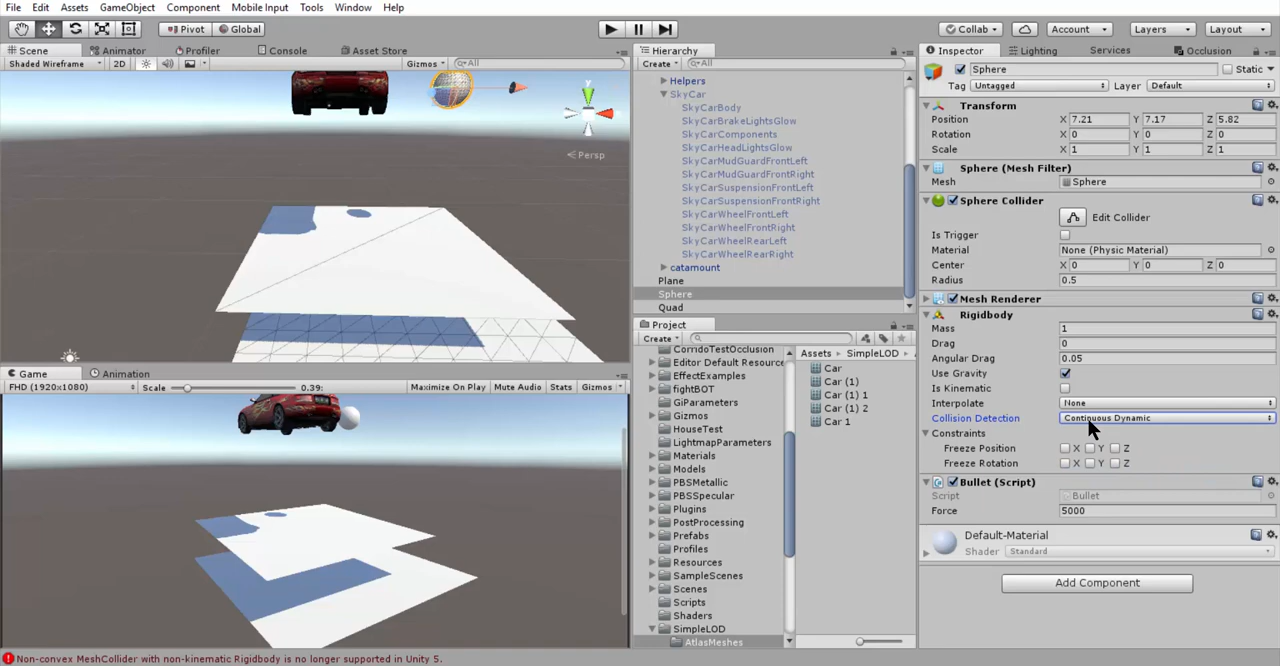 File Edit Assets GameObject Component Mobile Input Tools Window Help
Pivot Global Collab Account Layers Layout
Scene Animator Profiler Console Asset Store
Shaded Wireframe 2D Gizmos All
y
Persp
Game Animation
FHD (1920x1080) Scale 0.39: Maximize On Play Mute Audio Stats Gizmos
Hierarchy
Create All
Helpers
SkyCar
SkyCarBody
SkyCarBrakeLightsGlow
SkyCarComponents
SkyCarHeadLightsGlow
SkyCarMudGuardFrontLeft
SkyCarMudGuardFrontRight
SkyCarSuspensionFrontLeft
SkyCarSuspensionFrontRight
SkyCarWheelFrontLeft
SkyCarWheelFrontRight
SkyCarWheelRearLeft
SkyCarWheelRearRight
catamount
Plane
Sphere
Quad
Project
Create
CorridoTestOcclusion
Editor Default Resource
EffectExamples
fightBOT
GiParameters
Gizmos
HouseTest
LightmapParameters
Materials
Models
PBSMetallic
PBSSpecular
Plugins
PostProcessing
Prefabs
Profiles
Resources
SampleScenes
Scenes
Scripts
Shaders
SimpleLOD
AtlasMeshes
Assets SimpleLOD
Car
Car (1)
Car (1) 1
Car (1) 2
Car 1
Inspector Lighting Services Occlusion
Sphere Static
Tag Untagged Layer Default
Transform
Position X 7.21 Y 7.17 Z 5.82
Rotation X 0 Y 0 Z 0
Scale X 1 Y 1 Z 1
Sphere (Mesh Filter)
Mesh Sphere
Sphere Collider
Edit Collider
Is Trigger
Material None (Physic Material)
Center X 0 Y 0 Z 0
Radius 0.5
Mesh Renderer
Rigidbody
Mass 1
Drag 0
Angular Drag 0.05
Use Gravity
Is Kinematic
Interpolate None
Collision Detection Continuous Dynamic
Constraints
Freeze Position X Y Z
Freeze Rotation X Y Z
Bullet (Script)
Script Bullet
Force 5000
Default-Material
Shader Standard
Add Component
Non-convex MeshCollider with non-kinematic Rigidbody is no longer supported in Unity 5.